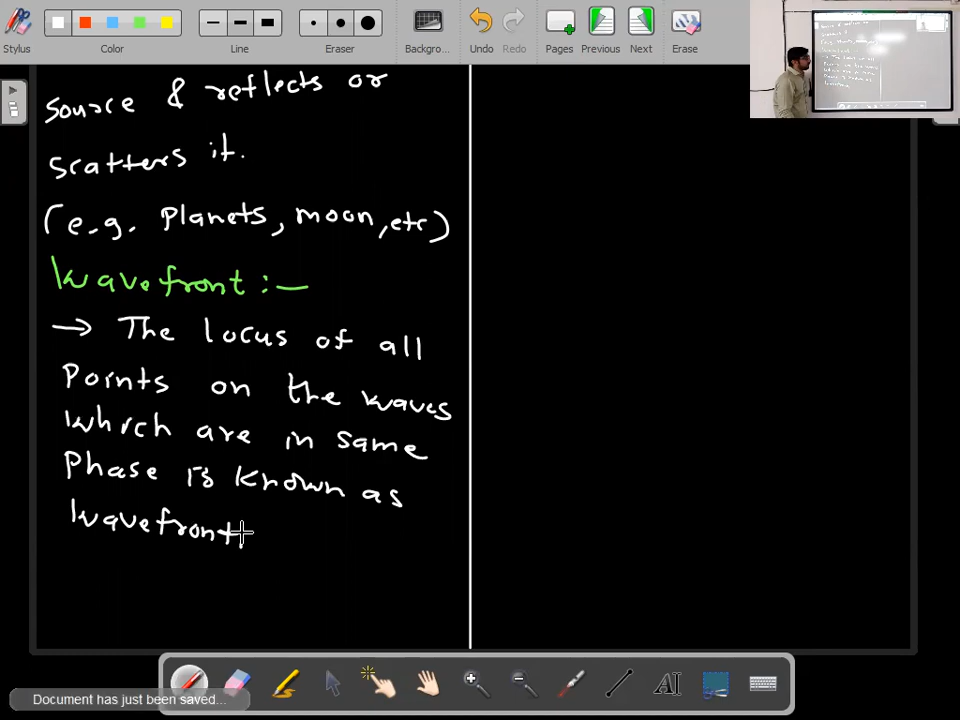 Stylus
Color
Line
Eraser
Backgro...
Undo
Redo
Pages
Previous
Next
Erase
source & reflects or
scatters it.
(e.g. Planets, moon, etc)
Wavefront :—
→ The locus of all
Points on the waves
which are in same
Phase is known as
wavefront
Document has just been saved...